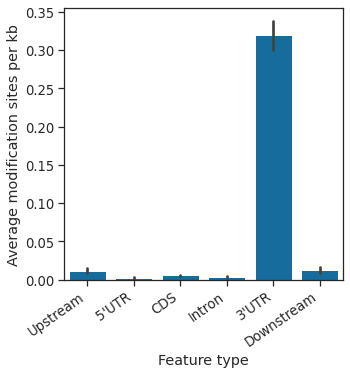 Average modification sites per kb
0.35
0.30
0.25
0.20
0.15
0.10
0.05
0.00
Upstream
5'UTR
CDS
Intron
3'UTR
Downstream
Feature type